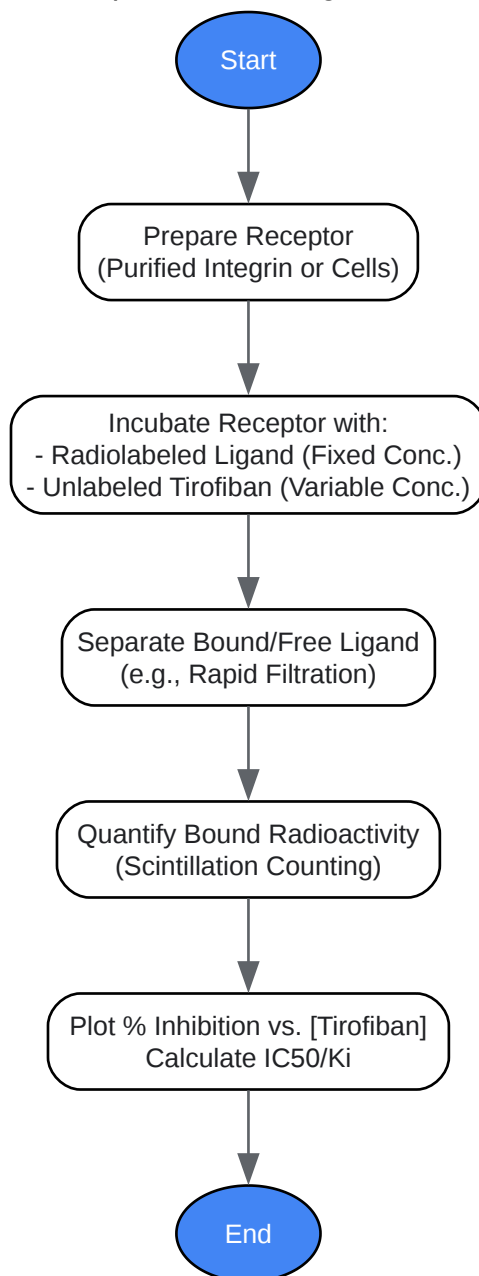 Start
Prepare Receptor
(Purified Integrin or Cells)
Incubate Receptor with:
- Radiolabeled Ligand (Fixed Conc.)
- Unlabeled Tirofiban (Variable Conc.)
Separate Bound/Free Ligand
(e.g., Rapid Filtration)
Quantify Bound Radioactivity
(Scintillation Counting)
Plot % Inhibition vs. [Tirofiban]
Calculate IC50/Ki
End